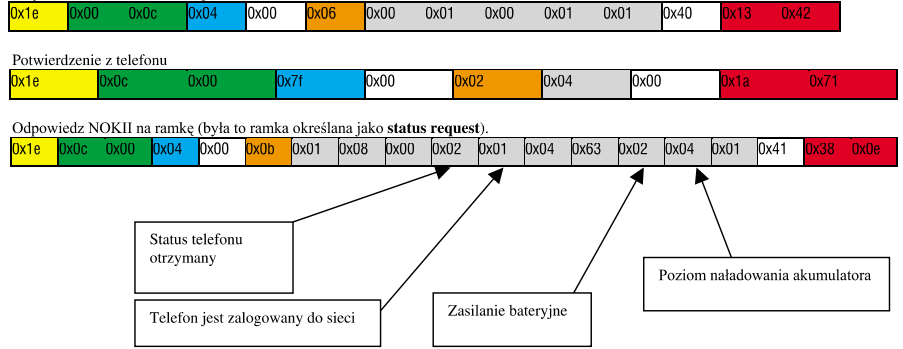 0x1e 0x00 0x0c 0x04 0x00 0x06 0x00 0x01 0x00 0x01 0x01 0x40 0x13 0x42
Potwierdzenie z telefonu
0x1e 0x0c 0x00 0x7f 0x00 0x02 0x04 0x00 0x1a 0x71
Odpowiedz NOKII na ramkę (była to ramka określana jako status request).
0x1e 0x0c 0x00 0x04 0x00 0x0b 0x01 0x08 0x00 0x02 0x01 0x04 0x63 0x02 0x04 0x01 0x41 0x38 0x0e
Status telefonu
otrzymany
Poziom naładowania akumulatora
Telefon jest zalogowany do sieci
Zasilanie bateryjne